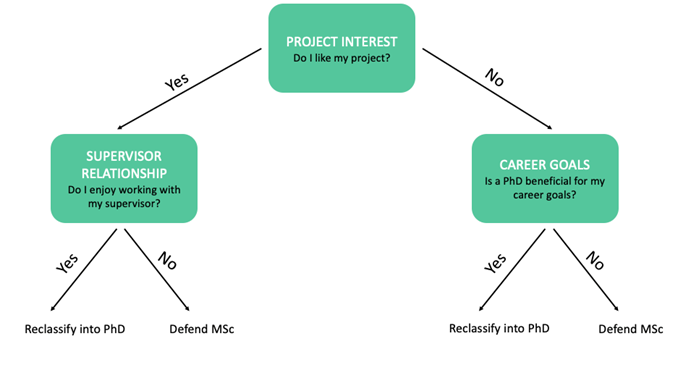 PROJECT INTEREST
Do I like my project?
Yes
No
SUPERVISOR
RELATIONSHIP
Do I enjoy working with
my supervisor?
CAREER GOALS
Is a PhD beneficial for my
career goals?
Yes
No
Yes
No
Reclassify into PhD
Defend MSc
Reclassify into PhD
Defend MSc